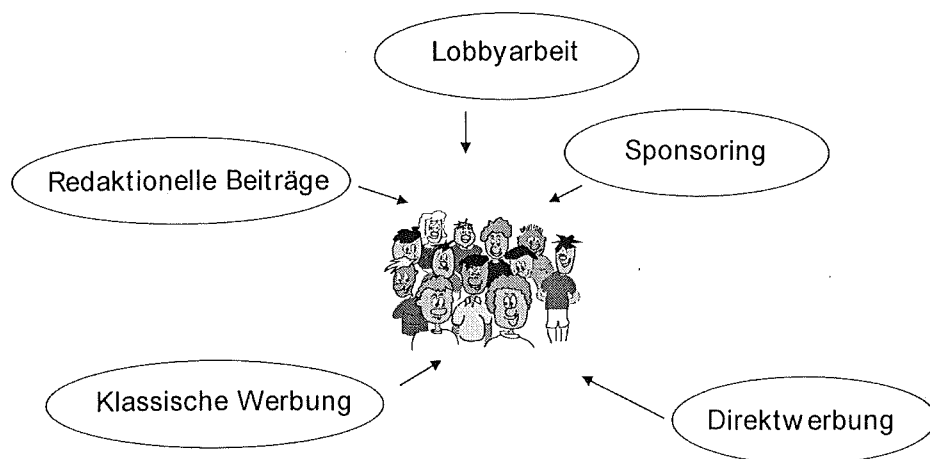 Lobbyarbeit
Sponsoring
Redaktionelle Beiträge
Klassische Werbung
Direktwerbung